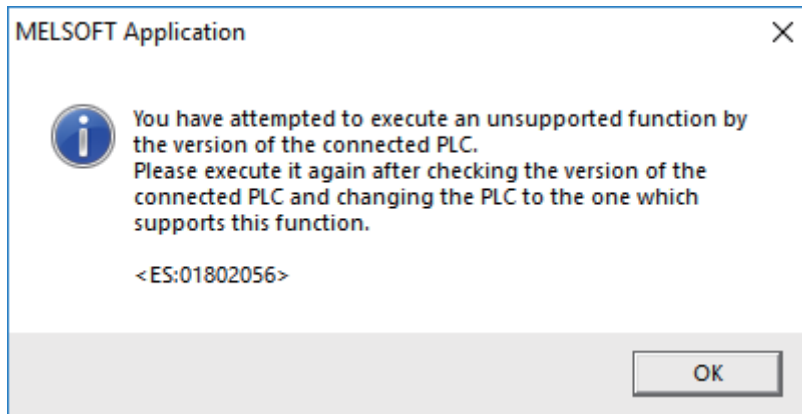 MELSOFT Application
You have attempted to execute an unsupported function by
the version of the connected PLC.
Please execute it again after checking the version of the
connected PLC and changing the PLC to the one which
supports this function.
<ES:01802056>
OK